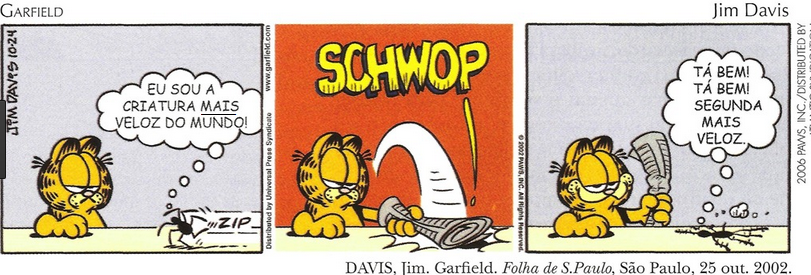 GARFIELD
Jim Davis
JIM DAVIS 10·24
EU SOU A
CRIATURA MAIS
VELOZ DO MUNDO!
ZIP
www.garfield.com
Distributed by Universal Press Syndicate
SCHWOP
© 2002 PAWS, INC. All Rights Reserved.
TÁ BEM!
TÁ BEM!
SEGUNDA
MAIS
VELOZ.
2006 PAWS, INC./DISTRIBUTED BY
DAVIS, Jim. Garfield. Folha de S.Paulo, São Paulo, 25 out. 2002.